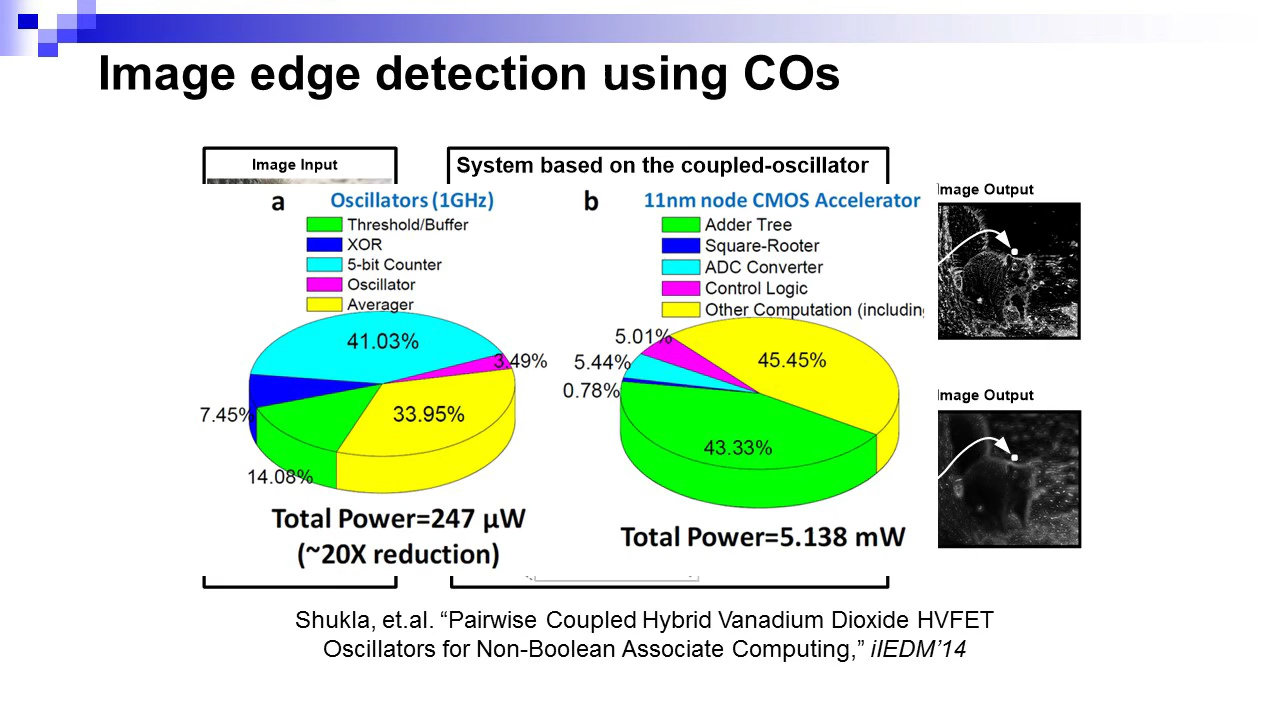 Image edge detection using COs
Image Input
System based on the coupled-oscillator
Image Output
a
Oscillators (1GHz)
Threshold/Buffer
XOR
5-bit Counter
Oscillator
Averager
41.03%
3.49%
7.45%
33.95%
14.08%
Total Power=247 µW
(~20X reduction)
b
11nm node CMOS Accelerator
Adder Tree
Square-Rooter
ADC Converter
Control Logic
Other Computation (including
5.01%
5.44%
0.78%
45.45%
43.33%
Total Power=5.138 mW
Image Output
Shukla, et.al. “Pairwise Coupled Hybrid Vanadium Dioxide HVFET
Oscillators for Non-Boolean Associate Computing,” iIEDM’14